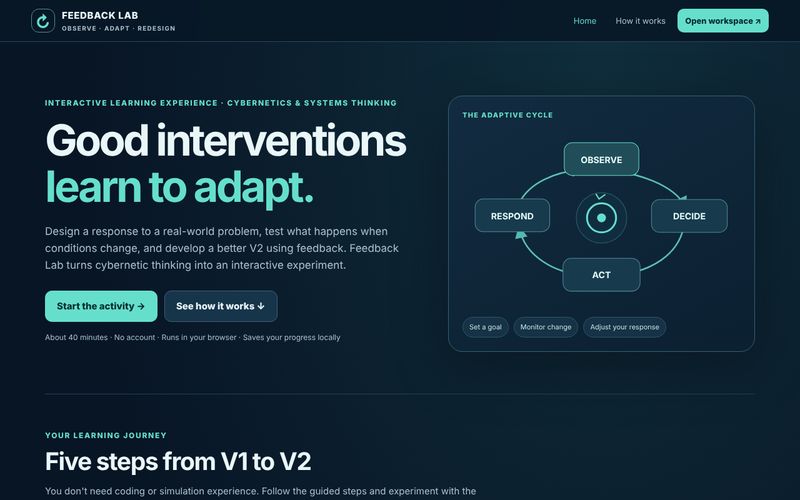 FEEDBACK LAB
OBSERVE · ADAPT · REDESIGN
Home
How it works
Open workspace ↗
INTERACTIVE LEARNING EXPERIENCE · CYBERNETICS & SYSTEMS THINKING
Good interventions
learn to adapt.
Design a response to a real-world problem, test what happens when
conditions change, and develop a better V2 using feedback. Feedback
Lab turns cybernetic thinking into an interactive experiment.
Start the activity →
See how it works ↓
About 40 minutes · No account · Runs in your browser · Saves your progress locally
THE ADAPTIVE CYCLE
OBSERVE
RESPOND
DECIDE
ACT
Set a goal
Monitor change
Adjust your response
YOUR LEARNING JOURNEY
Five steps from V1 to V2
You don't need coding or simulation experience. Follow the guided steps and experiment with the